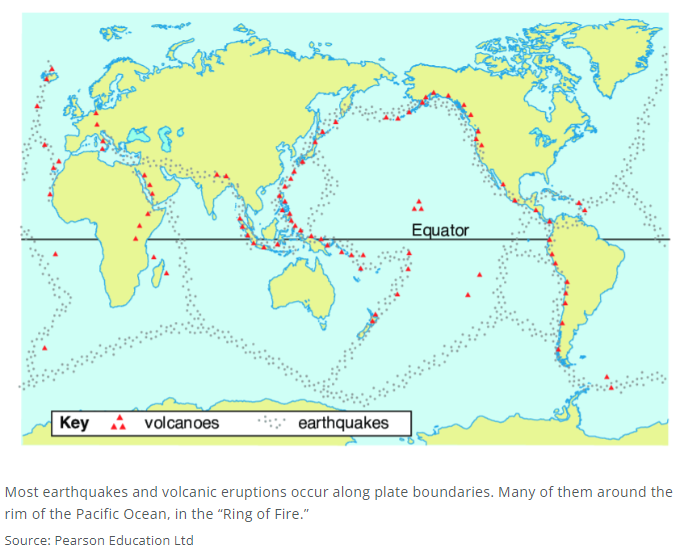 Equator
Key volcanoes earthquakes
Most earthquakes and volcanic eruptions occur along plate boundaries. Many of them around the
rim of the Pacific Ocean, in the “Ring of Fire.”
Source: Pearson Education Ltd